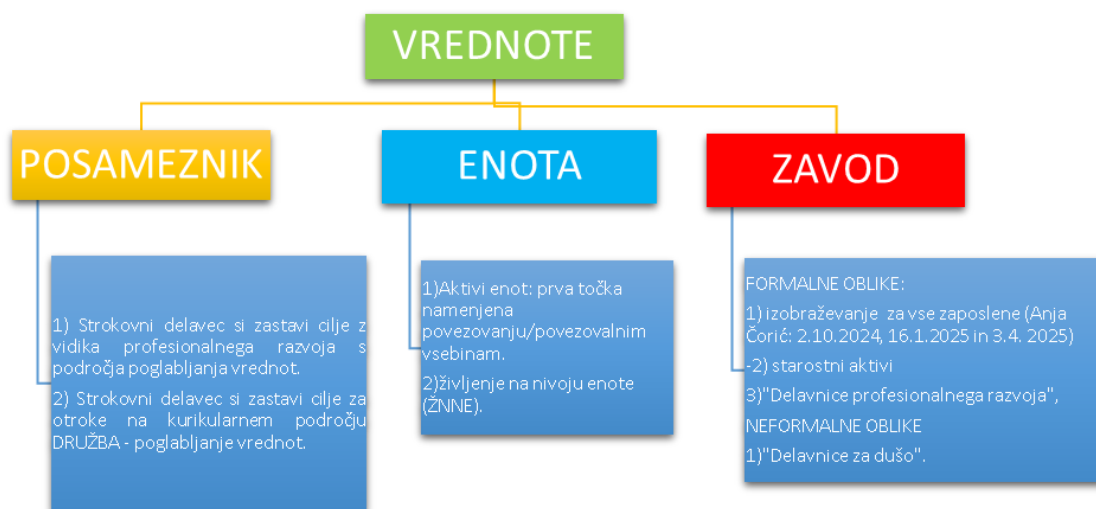 VREDNOTE
POSAMEZNIK
ENOTA
ZAVOD
1) Strokovni delavec si zastavi cilje z
vidika profesionalnega razvoja s
področja poglabljanja vrednot.
2) Strokovni delavec si zastavi cilje za
otroke na kurikularnem področju
DRUŽBA - poglabljanje vrednot.
1)Aktivi enot: prva točka
namenjena
povezovanju/povezovalnim
vsebinam.
2)življenje na nivoju enote
(ŽNNE).
FORMALNE OBLIKE:
1) izobraževanje za vse zaposlene (Anja
Čorić: 2.10.2024, 16.1.2025 in 3.4. 2025)
-2) starostni aktivi
3)"Delavnice profesionalnega razvoja",
NEFORMALNE OBLIKE
1)"Delavnice za dušo".